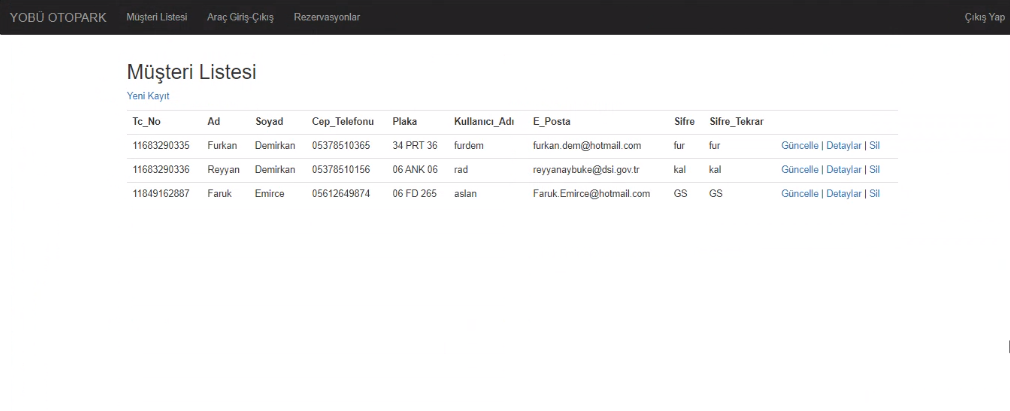 YOBÜ OTOPARK Müşteri Listesi Araç Giriş-Çıkış Rezervasyonlar Çıkış Yap
Müşteri Listesi
Yeni Kayıt
Tc_No Ad Soyad Cep_Telefonu Plaka Kullanıcı_Adı E_Posta Sifre Sifre_Tekrar
11683290335 Furkan Demirkan 05378510365 34 PRT 36 furdem furkan.dem@hotmail.com fur fur Güncelle | Detaylar | Sil
11683290336 Reyyan Demirkan 05378510156 06 ANK 06 rad reyyanaybuke@dsi.gov.tr kal kal Güncelle | Detaylar | Sil
11849162887 Faruk Emirce 05612649874 06 FD 265 aslan Faruk.Emirce@hotmail.com GS GS Güncelle | Detaylar | Sil